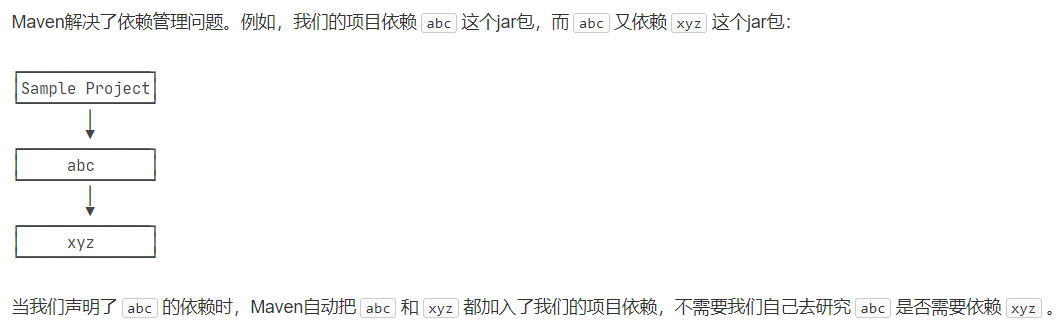 Maven解决了依赖管理问题。例如，我们的项目依赖 abc 这个jar包，而 abc 又依赖 xyz 这个jar包：
Sample Project
abc
xyz
当我们声明了 abc 的依赖时，Maven自动把 abc 和 xyz 都加入了我们的项目依赖，不需要我们自己去研究 abc 是否需要依赖 xyz 。